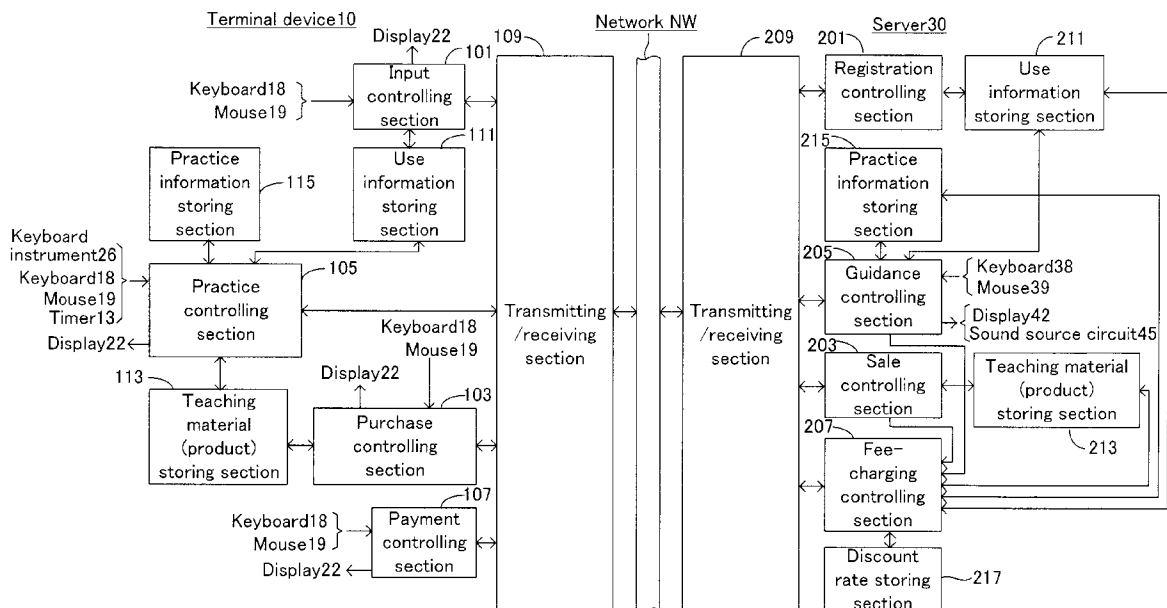 Terminal device10
Network NW
Server30
Display22
101
109
209
201
211
Keyboard18
Mouse19
Input
controlling
section
Registration
controlling
section
Use
information
storing section
111
215
Practice
information
storing
section
115
Use
information
storing
section
Practice
information
storing
section
Keyboard
instrument26
Keyboard18
Mouse19
Timer13
Display22
105
Practice
controlling
section
Transmitting
/receiving
section
Transmitting
/receiving
section
205
Guidance
controlling
section
Keyboard38
Mouse39
Display42
Sound source circuit45
Keyboard18
Mouse19
Display22
113
103
Teaching
material
(product)
storing section
Purchase
controlling
section
203
Sale
controlling
section
Teaching material
(product)
storing section
213
207
Fee-
charging
controlling
section
107
Keyboard18
Mouse19
Display22
Payment
controlling
section
Discount
rate storing
section
217